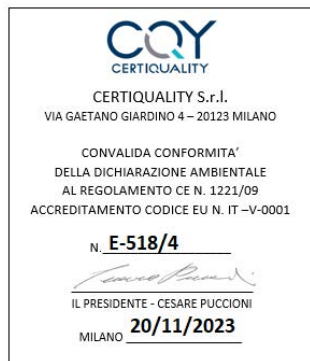 CQY
CERTIQUALITY
CERTIQUALITY S.r.l.
VIA GAETANO GIARDINO 4 – 20123 MILANO
CONVALIDA CONFORMITA’
DELLA DICHIARAZIONE AMBIENTALE
AL REGOLAMENTO CE N. 1221/09
ACCREDITAMENTO CODICE EU N. IT –V-0001
N. E-518/4
IL PRESIDENTE - CESARE PUCCIONI
MILANO 20/11/2023